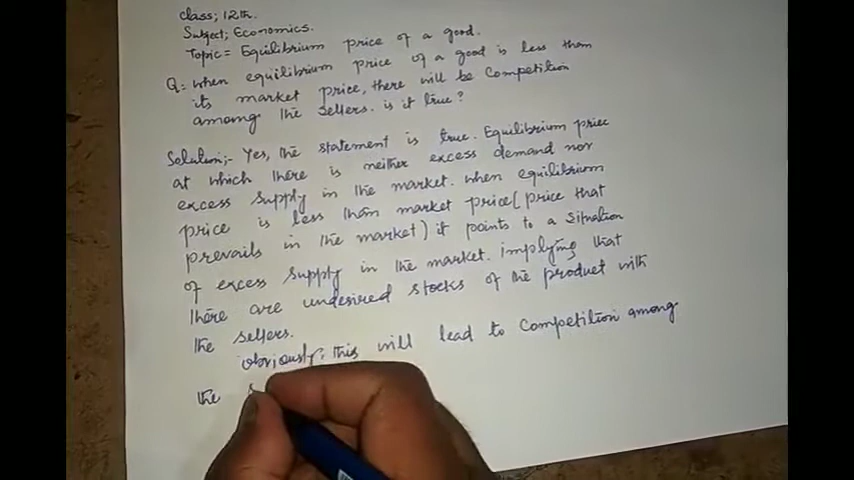 class; 12th.
Subject; Economics.
Topic = Equilibrium price of a good.
Q:- when equilibrium price of a good is less than
its market price, there will be competition
among the sellers. is it true?
Solution;- Yes, the statement is true. Equilibrium price
at which there is neither excess demand nor
excess supply in the market. when equilibrium
price is less than market price (price that
prevails in the market) it points to a situation
of excess supply in the market. implying that
there are undesired stocks of the product with
the sellers.
obviously, this will lead to competition among
the